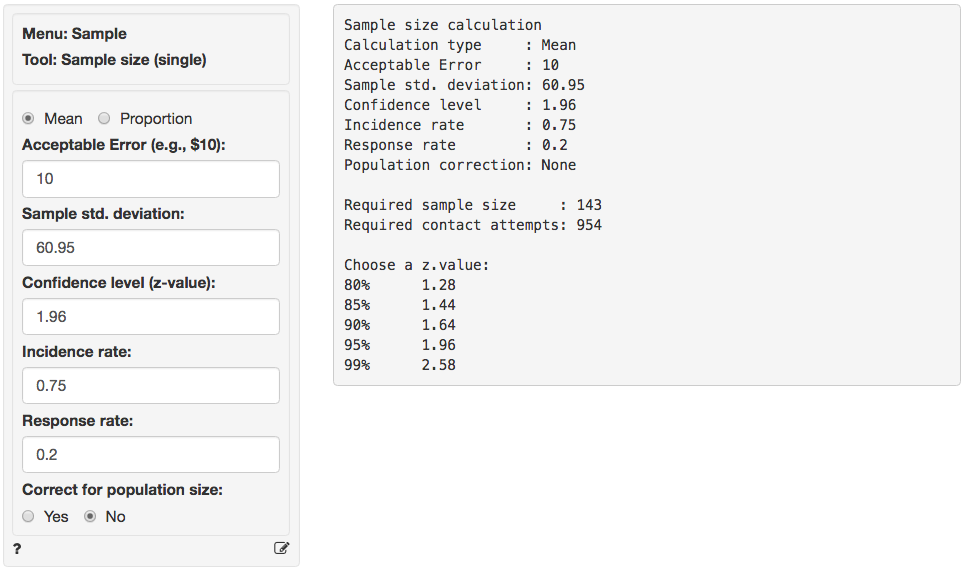 Menu: Sample
Tool: Sample size (single)
Mean Proportion
Acceptable Error (e.g., $10):
10
Sample std. deviation:
60.95
Confidence level (z-value):
1.96
Incidence rate:
0.75
Response rate:
0.2
Correct for population size:
Yes No
?
Sample size calculation
Calculation type     : Mean
Acceptable Error     : 10
Sample std. deviation: 60.95
Confidence level     : 1.96
Incidence rate       : 0.75
Response rate        : 0.2
Population correction: None
Required sample size     : 143
Required contact attempts: 954
Choose a z.value:
80%      1.28
85%      1.44
90%      1.64
95%      1.96
99%      2.58